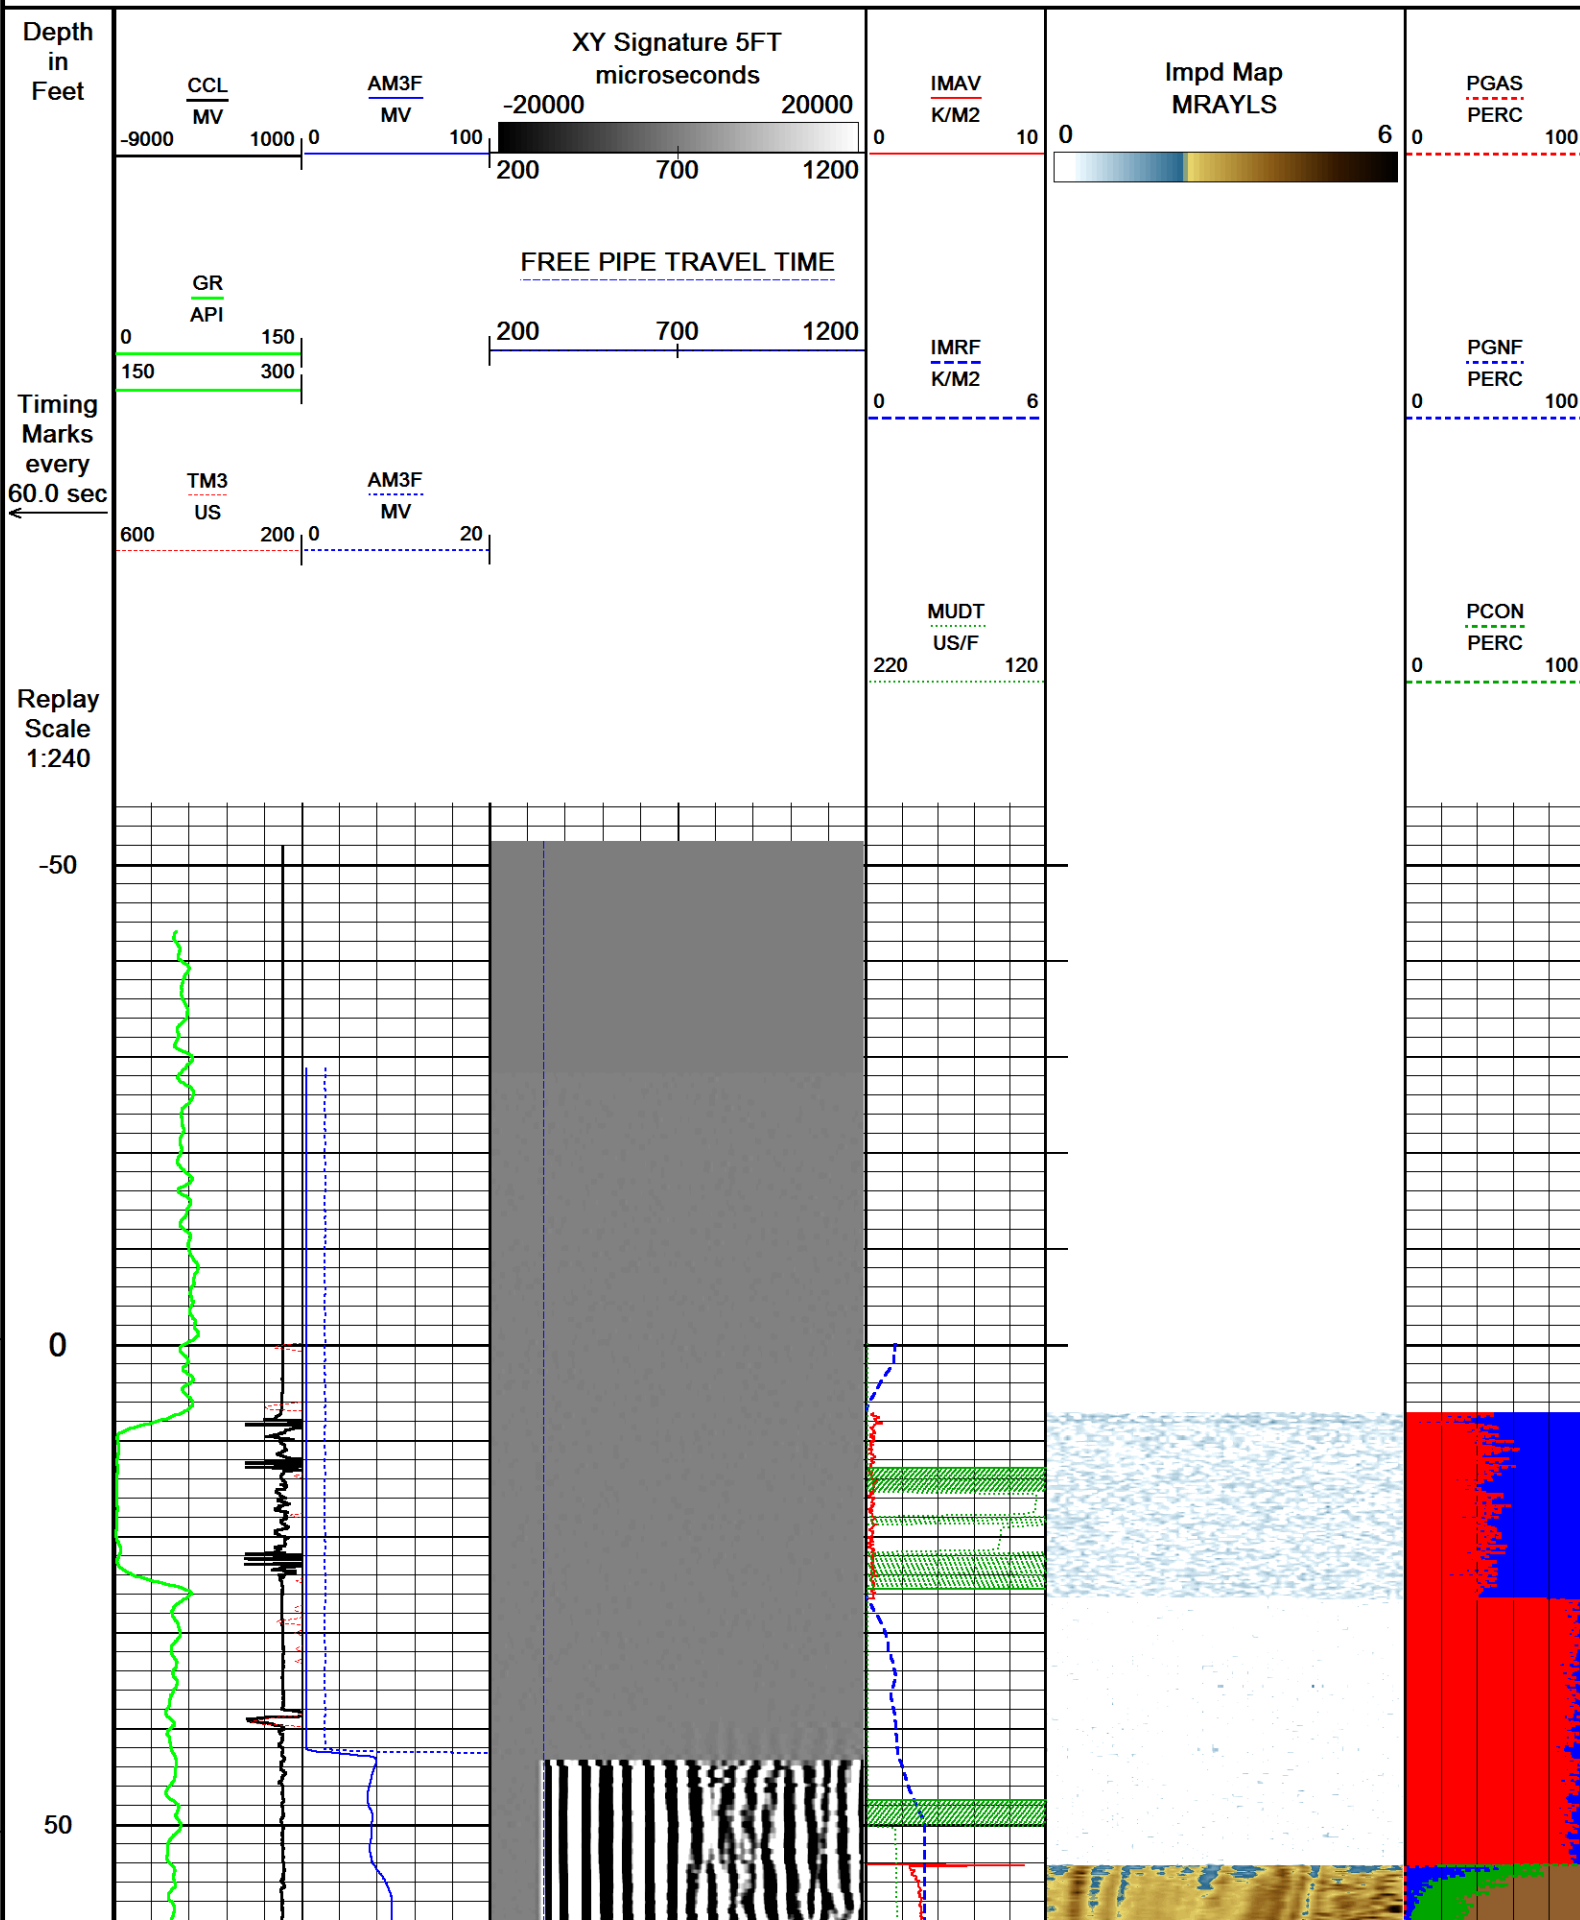 Depth
in
Feet
CCL
MV
-9000 1000
AM3F
MV
0 100
XY Signature 5FT
microseconds
-20000 20000
200 700 1200
IMAV
K/M2
0 10
Impd Map
MRAYLS
0 6
PGAS
PERC
0 100
GR
API
0 150
150 300
FREE PIPE TRAVEL TIME
200 700 1200
IMRF
K/M2
0 6
PGNF
PERC
0 100
Timing
Marks
every
60.0 sec
TM3
US
600 200
AM3F
MV
0 20
MUDT
US/F
220 120
PCON
PERC
0 100
Replay
Scale
1:240
-50
0
50